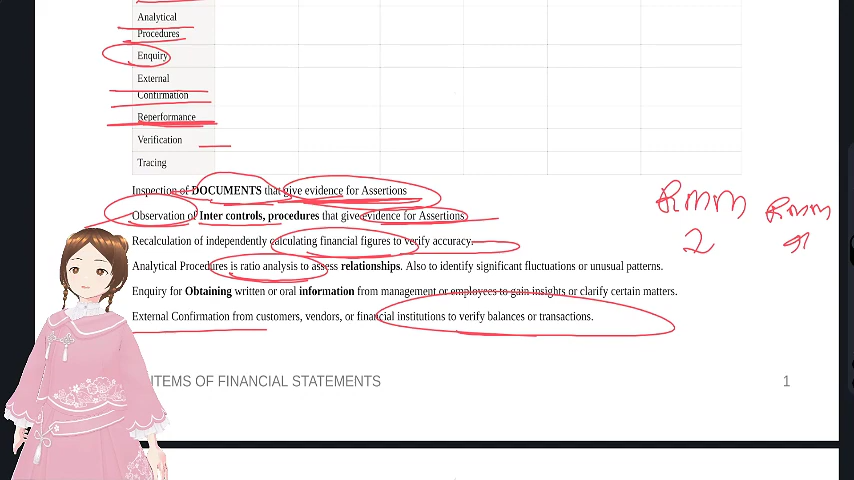 Analytical
Procedures
Enquiry
External
Confirmation
Reperformance
Verification
Tracing
Inspection of DOCUMENTS that give evidence for Assertions
Observation of Inter controls, procedures that give evidence for Assertions
Recalculation of independently calculating financial figures to verify accuracy.
Analytical Procedures is ratio analysis to assess relationships. Also to identify significant fluctuations or unusual patterns.
Enquiry for Obtaining written or oral information from management or employees to gain insights or clarify certain matters.
External Confirmation from customers, vendors, or financial institutions to verify balances or transactions.
RMM RMM
2
ITEMS OF FINANCIAL STATEMENTS 1